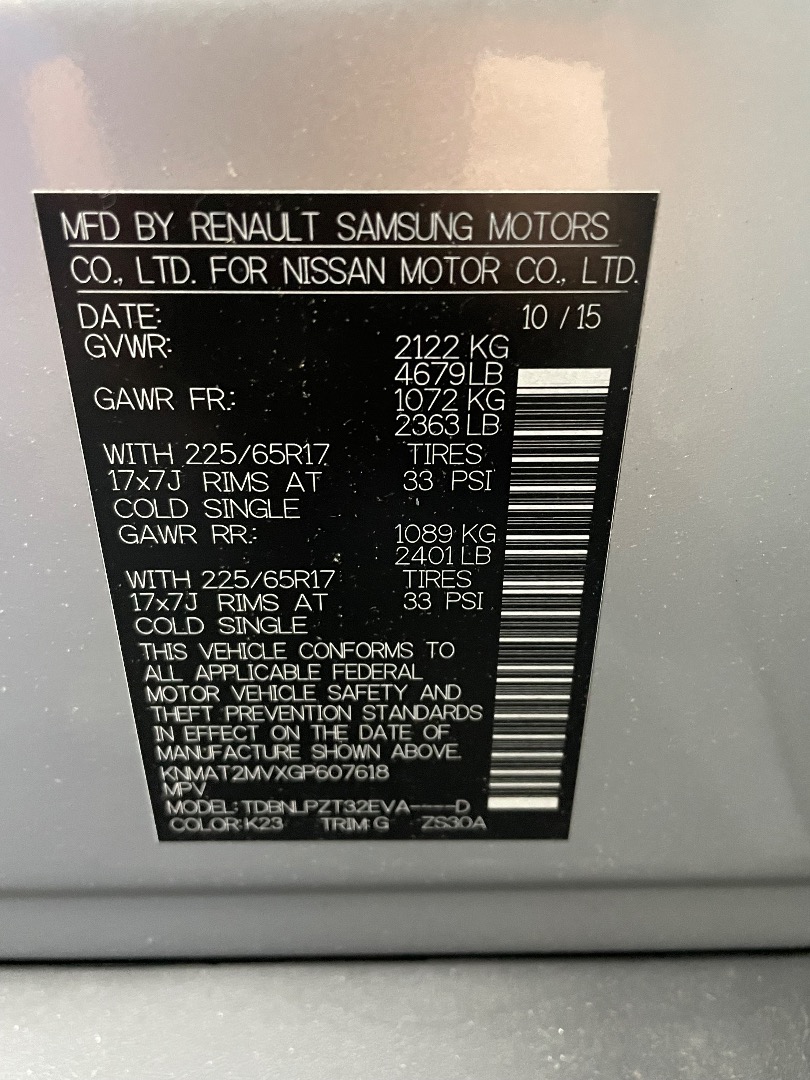 MFD BY RENAULT SAMSUNG MOTORS
CO., LTD. FOR NISSAN MOTOR CO., LTD.
DATE: 10 / 15
GVWR: 2122 KG
4679 LB
GAWR FR: 1072 KG
2363 LB
WITH 225/65R17 TIRES
17x7J RIMS AT 33 PSI
COLD SINGLE
GAWR RR: 1089 KG
2401 LB
WITH 225/65R17 TIRES
17x7J RIMS AT 33 PSI
COLD SINGLE
THIS VEHICLE CONFORMS TO
ALL APPLICABLE FEDERAL
MOTOR VEHICLE SAFETY AND
THEFT PREVENTION STANDARDS
IN EFFECT ON THE DATE OF
MANUFACTURE SHOWN ABOVE.
KNMAT2MVXGP607618
MPV
MODEL: TDBNLPZT32EVA----D
COLOR: K23 TRIM: G ZS30A